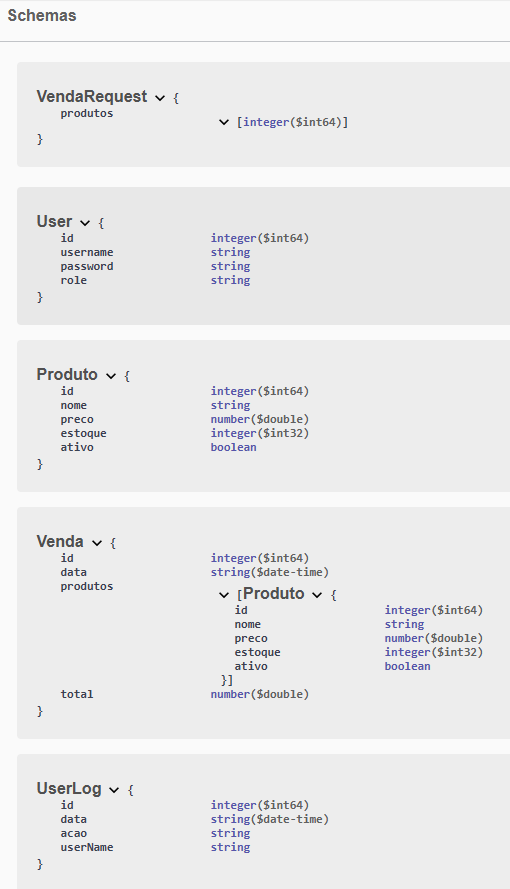 Schemas
VendaRequest {
produtos [integer($int64)]
}
User {
id integer($int64)
username string
password string
role string
}
Produto {
id integer($int64)
nome string
preco number($double)
estoque integer($int32)
ativo boolean
}
Venda {
id integer($int64)
data string($date-time)
produtos [Produto {
id integer($int64)
nome string
preco number($double)
estoque integer($int32)
ativo boolean
}]
total number($double)
}
UserLog {
id integer($int64)
data string($date-time)
acao string
userName string
}